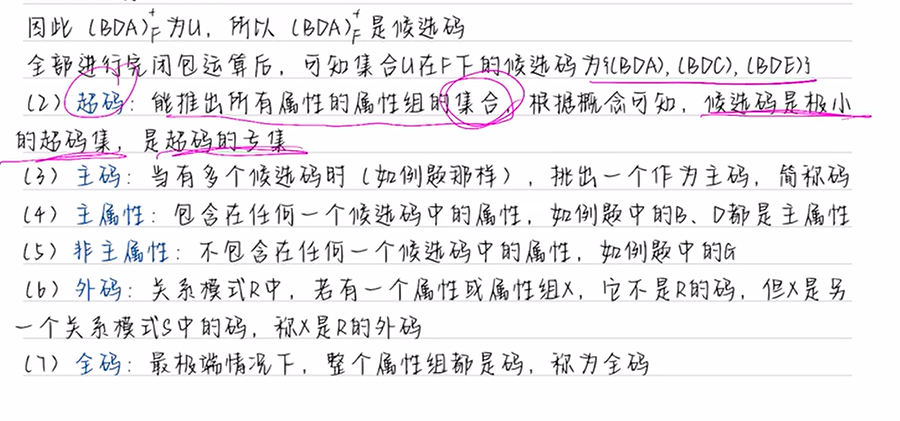 因此 (BDA)⁺F 为U，所以 (BDA)⁺F 是候选码
全部进行完闭包运算后，可知集合U在F下的候选码为{(BDA),(BDC),(BDE)}
(2) 超码：能推出所有属性的属性组的集合，根据概念可知，候选码是极小
的超码集，是超码的子集
(3) 主码：当有多个候选码时（如例题那样），挑出一个作为主码，简称码
(4) 主属性：包含在任何一个候选码中的属性，如例题中的B、D都是主属性
(5) 非主属性：不包含在任何一个候选码中的属性，如例题中的G
(6) 外码：关系模式R中，若有一个属性或属性组X，它不是R的码，但X是另
一个关系模式S中的码，称X是R的外码
(7) 全码：最极端情况下，整个属性组都是码，称为全码